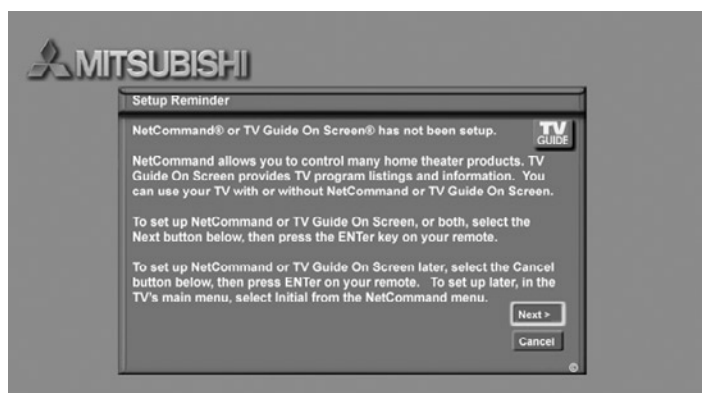 MITSUBISHI
Setup Reminder
NetCommand® or TV Guide On Screen® has not been setup.
TV
GUIDE
NetCommand allows you to control many home theater products. TV
Guide On Screen provides TV program listings and information. You
can use your TV with or without NetCommand or TV Guide On Screen.
To set up NetCommand or TV Guide On Screen, or both, select the
Next button below, then press the ENTer key on your remote.
To set up NetCommand or TV Guide On Screen later, select the Cancel
button below, then press ENTer on your remote. To set up later, in the
TV's main menu, select Initial from the NetCommand menu.
Next >
Cancel
©